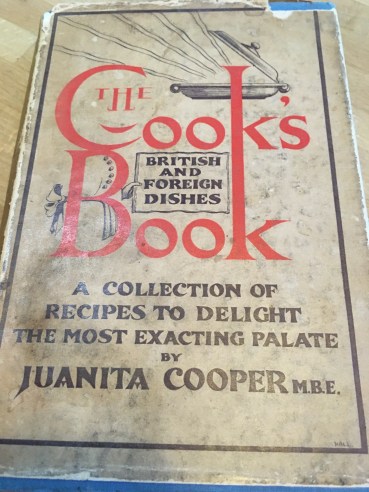 THE
COOK'S
BRITISH
AND
FOREIGN
DISHES
BOOK
A COLLECTION OF
RECIPES TO DELIGHT
THE MOST EXACTING PALATE
BY
JUANITA COOPER M.B.E.